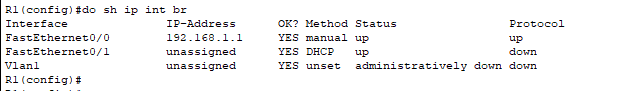 R1(config)#do sh ip int br
Interface IP-Address OK? Method Status Protocol
FastEthernet0/0 192.168.1.1 YES manual up up
FastEthernet0/1 unassigned YES DHCP up down
Vlan1 unassigned YES unset administratively down down
R1(config)#